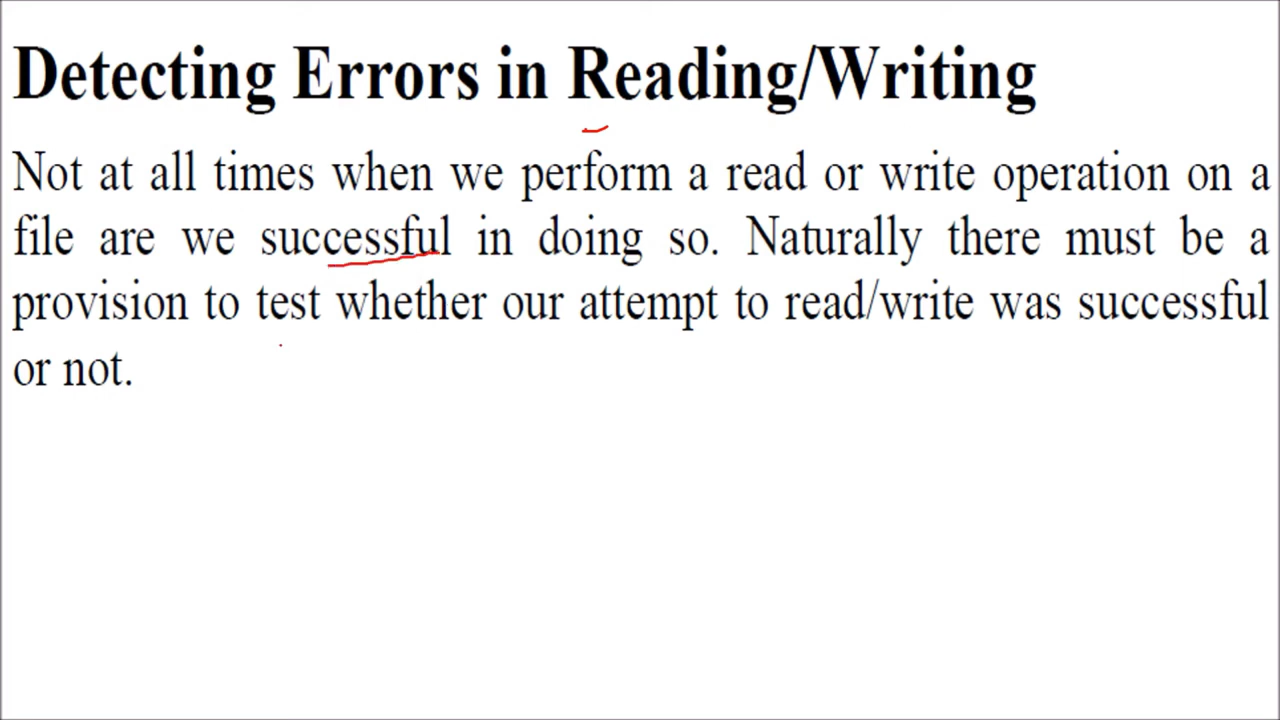 Detecting Errors in Reading/Writing
Not at all times when we perform a read or write operation on a
file are we successful in doing so. Naturally there must be a
provision to test whether our attempt to read/write was successful
or not.